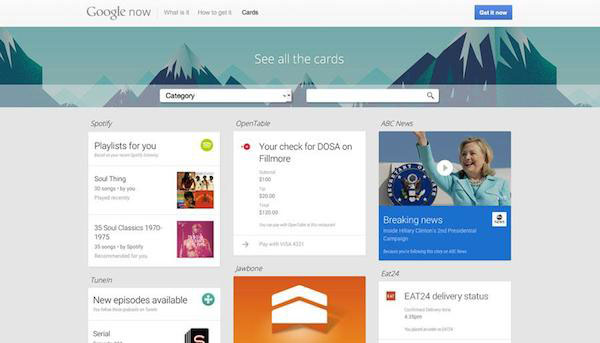 Google now
What is it
How to get it
Cards
Get it now
See all the cards
Category
Spotify
Playlists for you
Based on your recent Spotify listening
Soul Thing
30 songs • by you
Played recently
35 Soul Classics 1970-
1975
35 songs • by Spotify
Recommended for you
TuneIn
New episodes available
You follow these podcasts on TuneIn
Serial
OpenTable
Your check for DOSA on
Fillmore
Subtotal
$100
Tip
$20.00
Total
$120.00
You can pay with OpenTable at this restaurant
Pay with VISA 4321
Jawbone
ABC News
Breaking news
Inside Hillary Clinton's 2nd Presidential
Campaign
Because you're following this story on ABC News
Eat24
EAT24
EAT24 delivery status
Confirmed Delivery time
4:35pm
You placed an order on EAT24